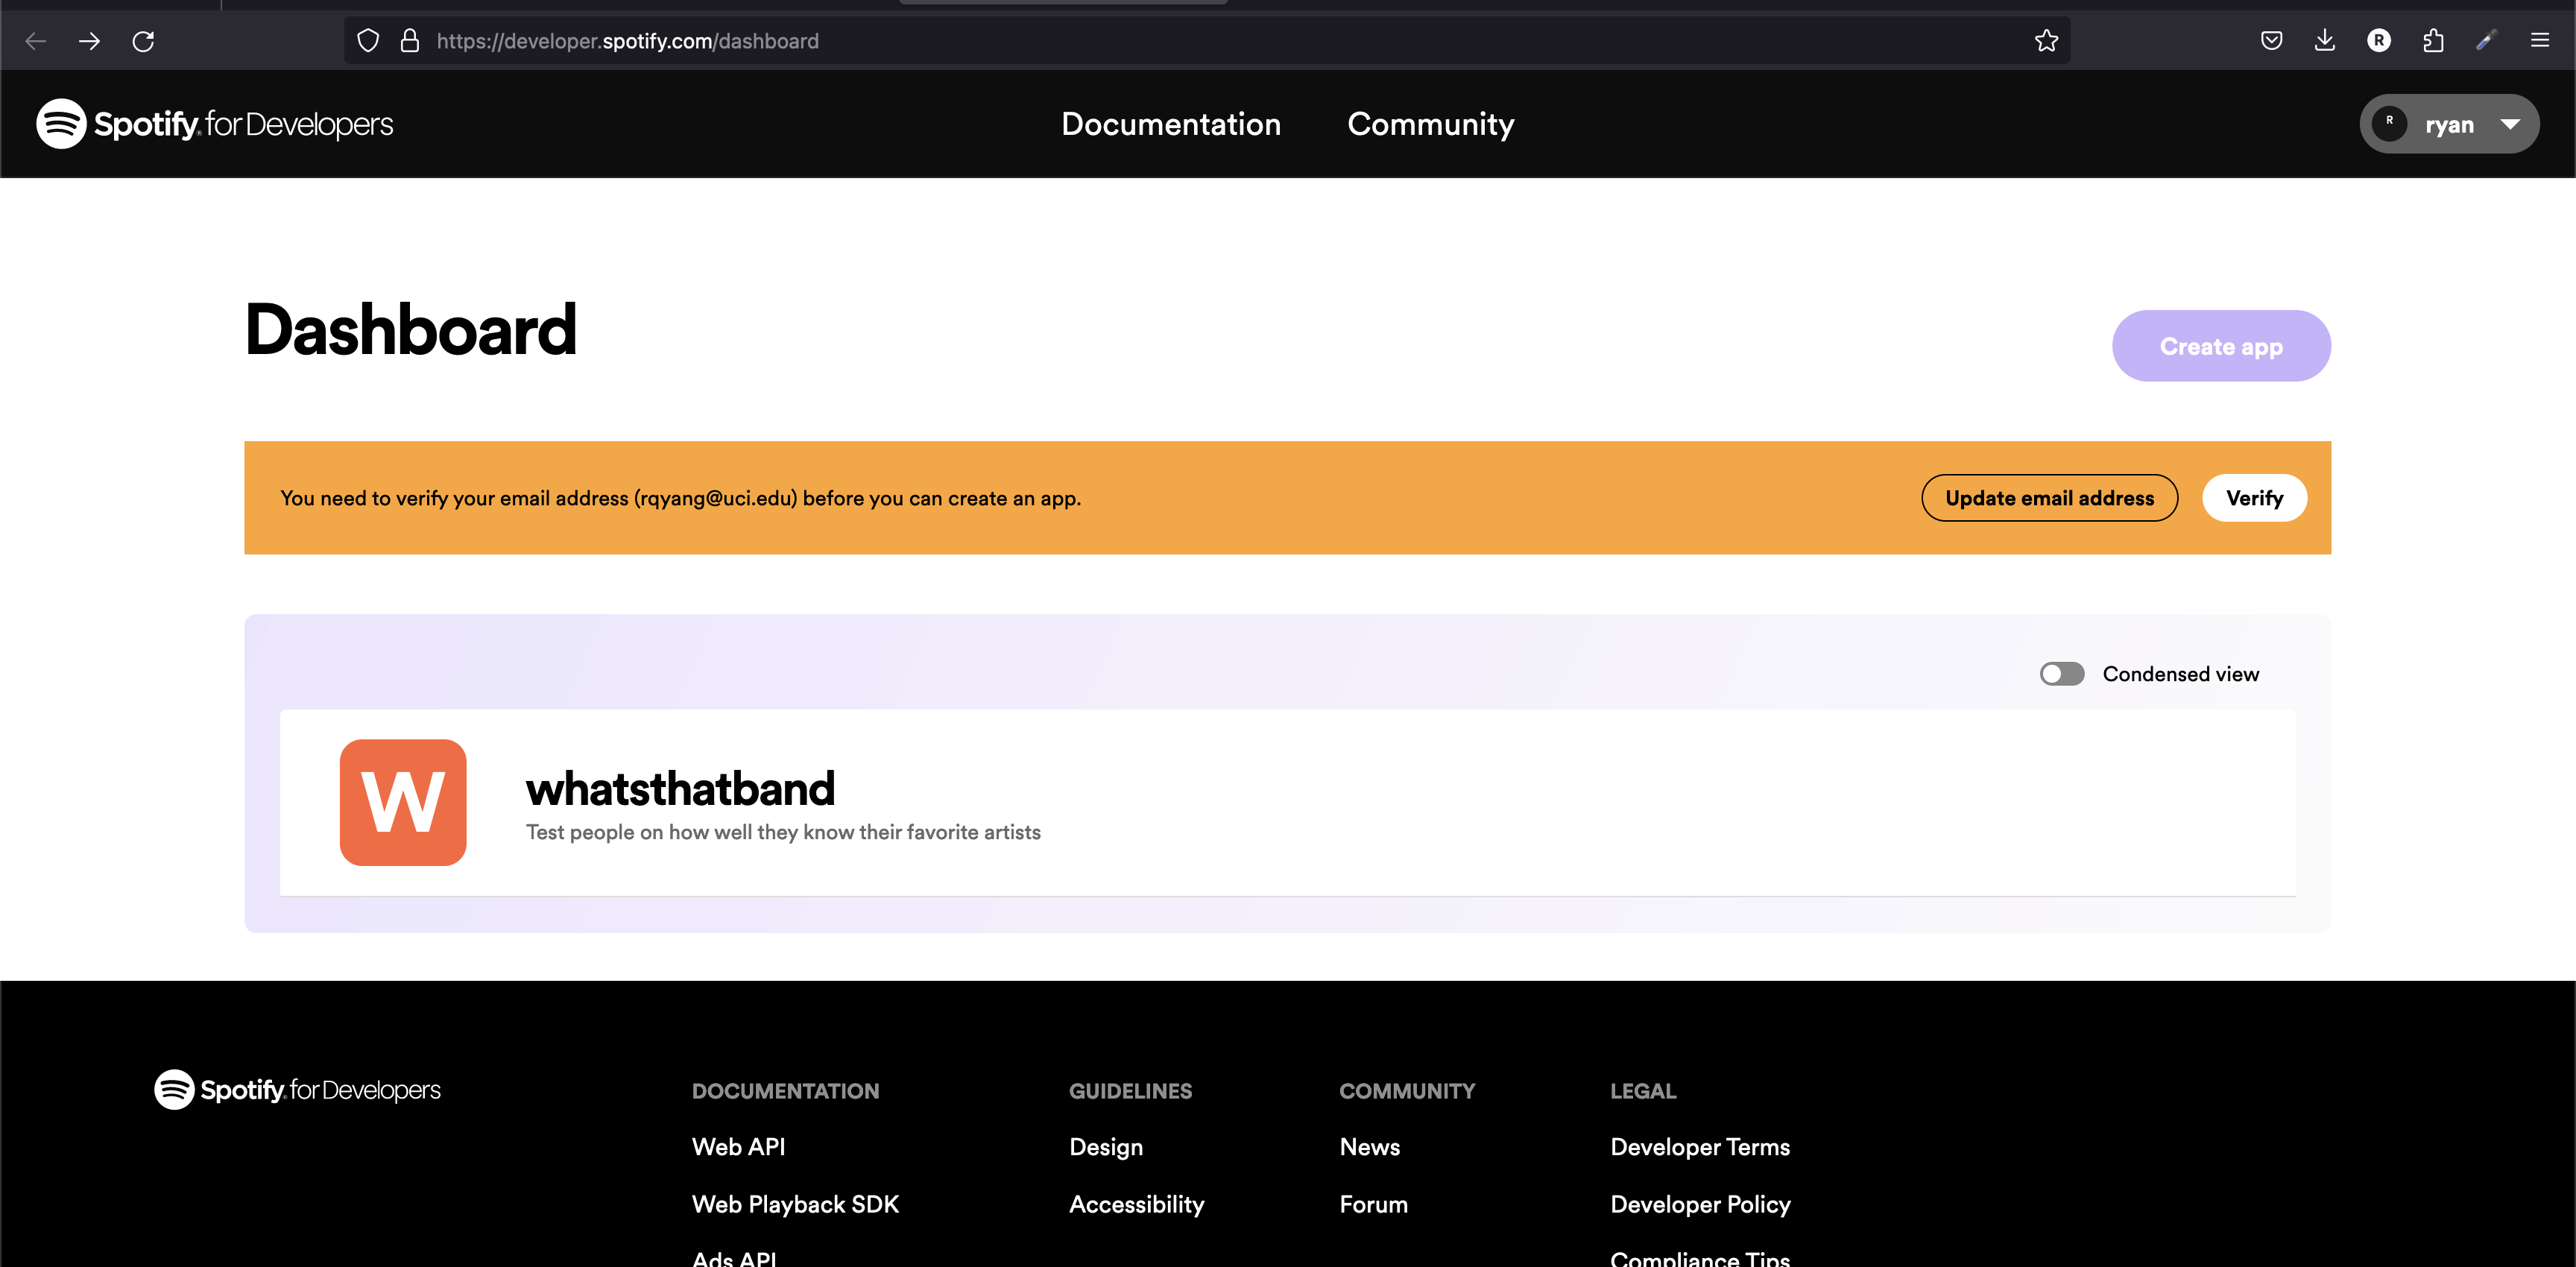 https://developer.spotify.com/dashboard
R
Spotify for Developers
Documentation
Community
R
ryan
Dashboard
Create app
You need to verify your email address (rqyang@uci.edu) before you can create an app.
Update email address
Verify
Condensed view
W
whatsthatband
Test people on how well they know their favorite artists
Spotify for Developers
DOCUMENTATION
GUIDELINES
COMMUNITY
LEGAL
Web API
Design
News
Developer Terms
Web Playback SDK
Accessibility
Forum
Developer Policy
Ads API
Compliance Tips